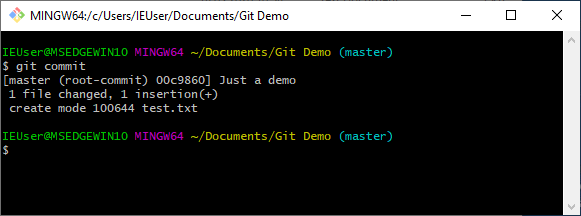 MINGW64:/c/Users/IEUser/Documents/Git Demo
IEUser@MSEDGEWIN10 MINGW64 ~/Documents/Git Demo (master)
$ git commit
[master (root-commit) 00c9860] Just a demo
 1 file changed, 1 insertion(+)
 create mode 100644 test.txt
IEUser@MSEDGEWIN10 MINGW64 ~/Documents/Git Demo (master)
$